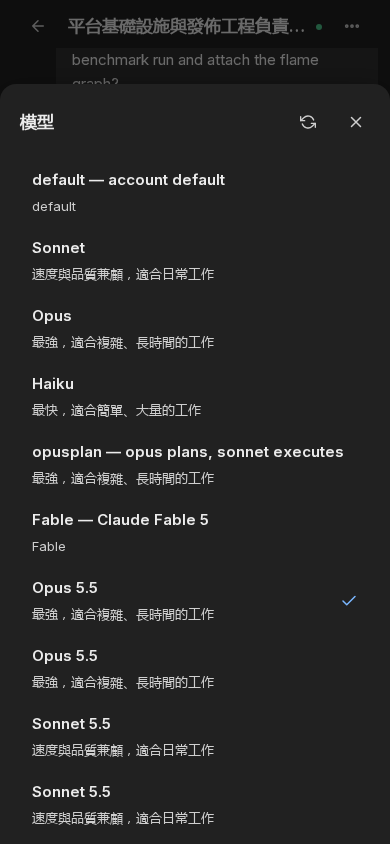 平台基礎設施與發佈工程負責…
benchmark run and attach the flame
graph?
模型
default — account default
default
Sonnet
速度與品質兼顧，適合日常工作
Opus
最強，適合複雜、長時間的工作
Haiku
最快，適合簡單、大量的工作
opusplan — opus plans, sonnet executes
最強，適合複雜、長時間的工作
Fable — Claude Fable 5
Fable
Opus 5.5
最強，適合複雜、長時間的工作
Opus 5.5
最強，適合複雜、長時間的工作
Sonnet 5.5
速度與品質兼顧，適合日常工作
Sonnet 5.5
速度與品質兼顧，適合日常工作